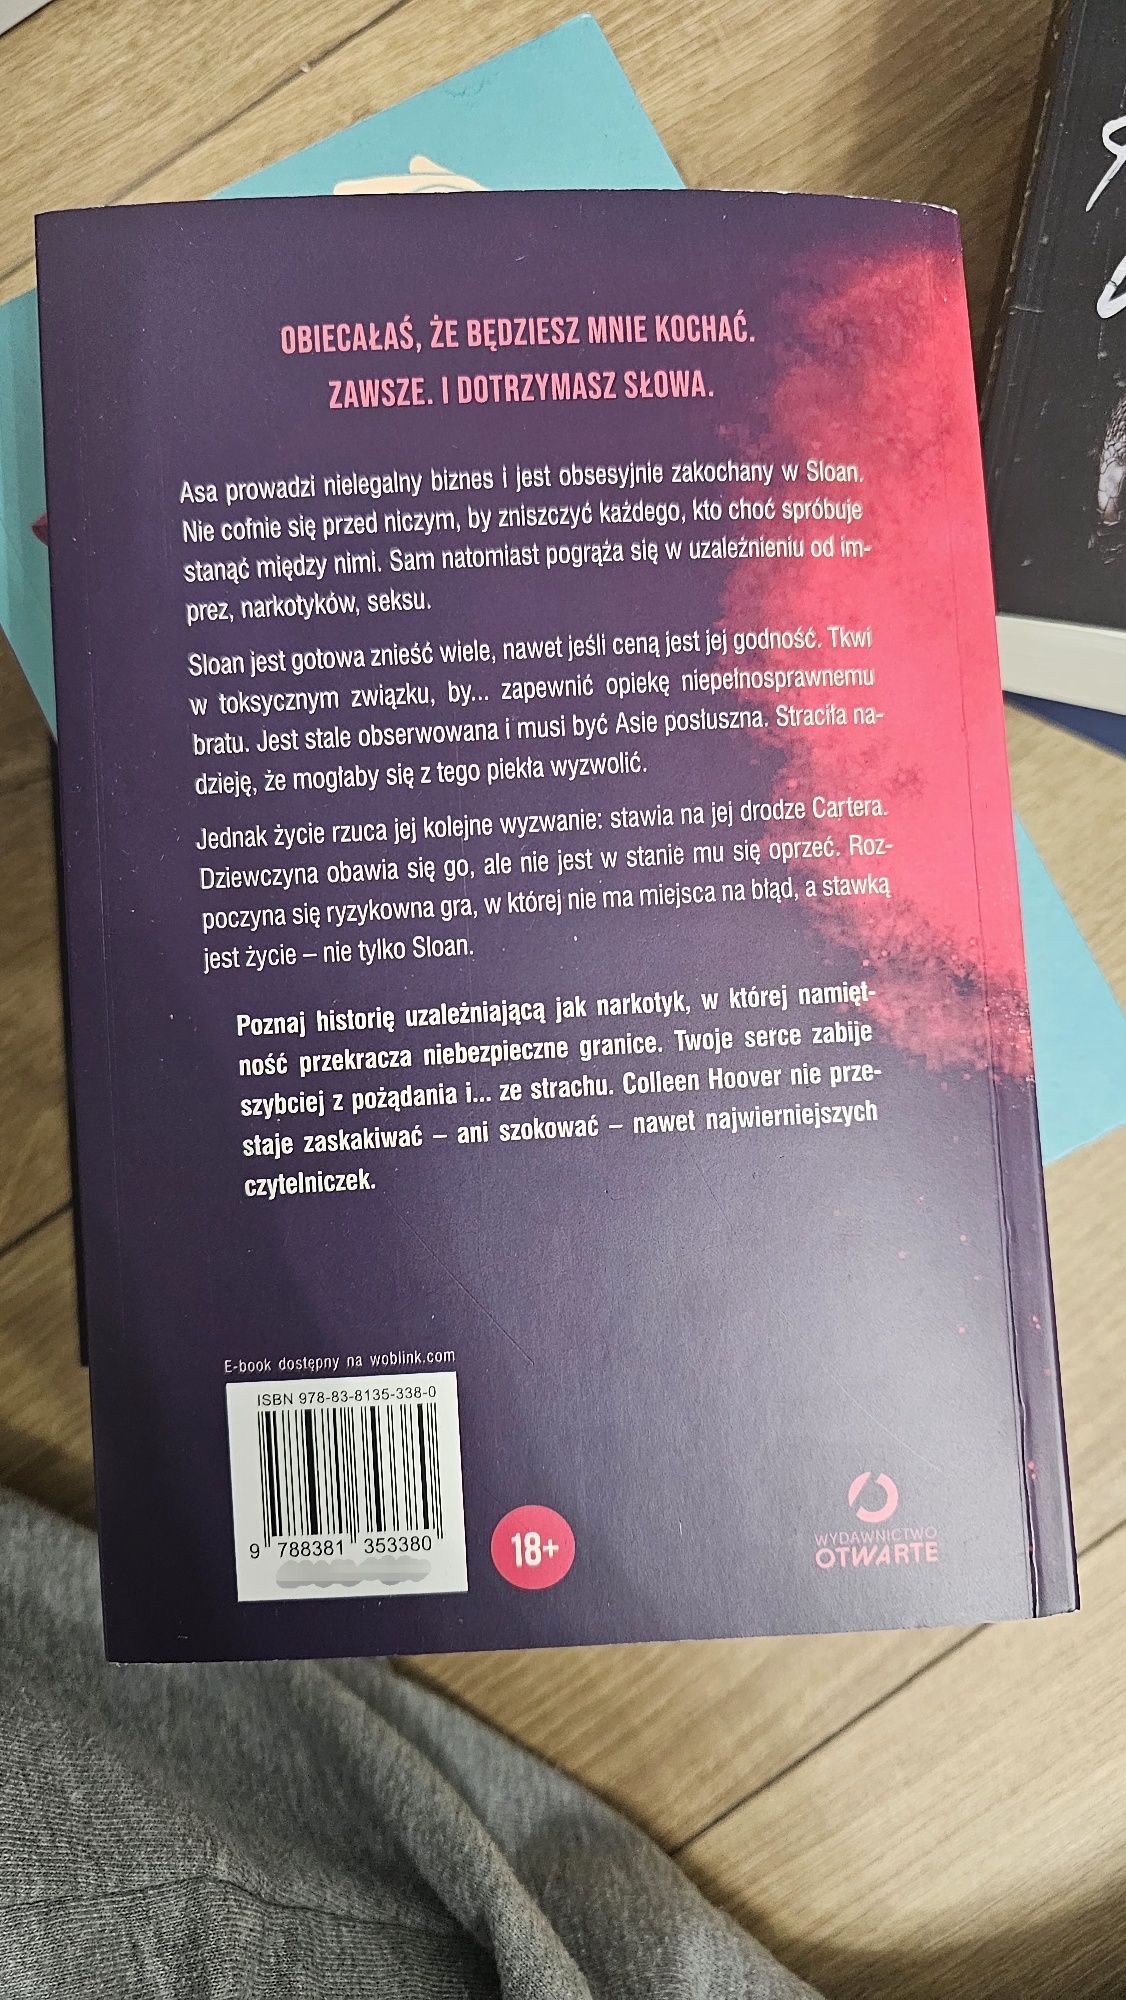 OBIECAŁAŚ, ŻE BĘDZIESZ MNIE KOCHAĆ.
ZAWSZE. I DOTRZYMASZ SŁOWA.
Asa prowadzi nielegalny biznes i jest obsesyjnie zakochany w Sloan.
Nie cofnie się przed niczym, by zniszczyć każdego, kto choć spróbuje
stanąć między nimi. Sam natomiast pogrąża się w uzależnieniu od im-
prez, narkotyków, seksu.
Sloan jest gotowa znieść wiele, nawet jeśli ceną jest jej godność. Tkwi
w toksycznym związku, by... zapewnić opiekę niepełnosprawnemu
bratu. Jest stale obserwowana i musi być Asie posłuszna. Straciła na-
dzieję, że mogłaby się z tego piekła wyzwolić.
Jednak życie rzuca jej kolejne wyzwanie: stawia na jej drodze Cartera.
Dziewczyna obawia się go, ale nie jest w stanie mu się oprzeć. Roz-
poczyna się ryzykowna gra, w której nie ma miejsca na błąd, a stawką
jest życie – nie tylko Sloan.
Poznaj historię uzależniającą jak narkotyk, w której namięt-
ność przekracza niebezpieczne granice. Twoje serce zabije
szybciej z pożądania i... ze strachu. Colleen Hoover nie prze-
staje zaskakiwać – ani szokować – nawet najwierniejszych
czytelniczek.
E-book dostępny na woblink.com
ISBN 978-83-8135-338-0
9 788381 353380
18+
WYDAWNICTWO
OTWARTE